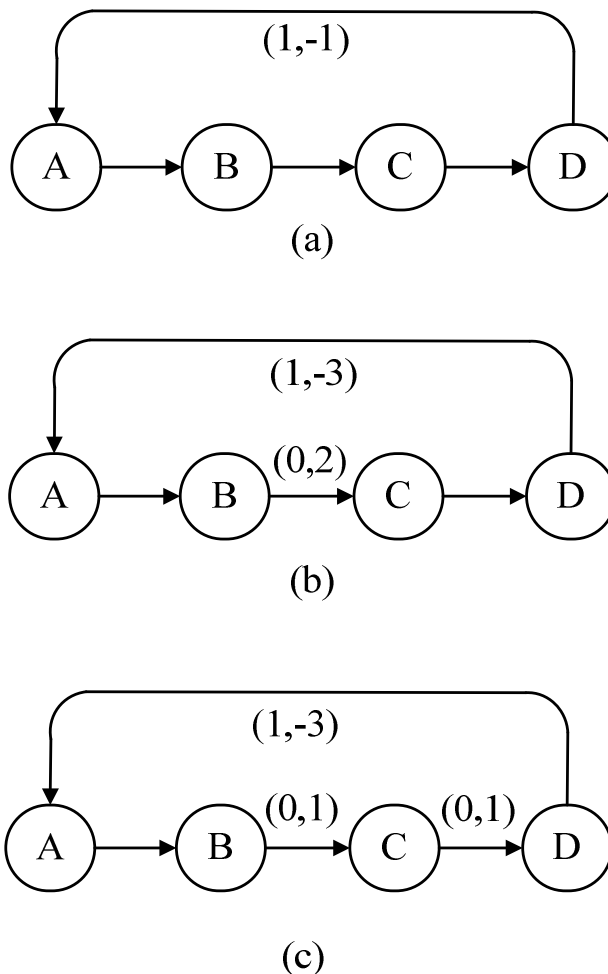 (1,-1)
A B C D
(a)
(1,-3)
(0,2)
A B C D
(b)
(1,-3)
(0,1) (0,1)
A B C D
(c)